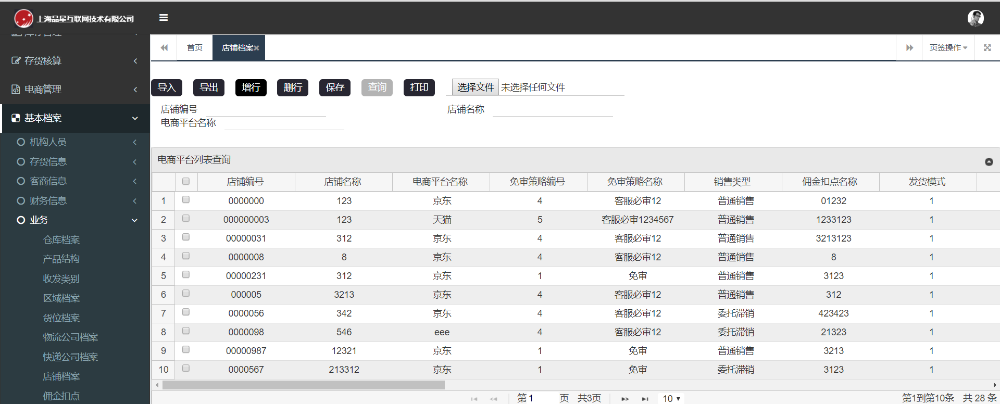 上海品星互联网技术有限公司
存货核算
电商管理
基本档案
机构人员
存货信息
客商信息
财务信息
业务
仓库档案
产品结构
收发类别
区域档案
货位档案
物流公司档案
快递公司档案
店铺档案
佣金扣点
首页 店铺档案 页签操作
导入 导出 增行 删行 保存 查询 打印 选择文件 未选择任何文件
店铺编号 店铺名称
电商平台名称
电商平台列表查询
店铺编号 店铺名称 电商平台名称 免审策略编号 免审策略名称 销售类型 佣金扣点名称 发货模式
1 0000000 123 京东 4 客服必审12 普通销售 01232 1
2 000000003 123 天猫 5 客服必审1234567 普通销售 1233123 1
3 00000031 312 京东 4 客服必审12 普通销售 3213123 1
4 0000008 8 京东 4 客服必审12 普通销售 8 1
5 00000231 312 京东 1 免审 普通销售 3123 1
6 000005 3213 京东 4 客服必审12 普通销售 312 1
7 0000056 342 京东 4 客服必审12 委托滞销 423423 1
8 0000098 546 eee 4 客服必审12 委托滞销 21323 1
9 00000987 12321 京东 1 免审 普通销售 3213 1
10 0000567 213312 京东 1 免审 委托滞销 3123 1
第 1 页 共3页 10 第1到第10条 共 28 条